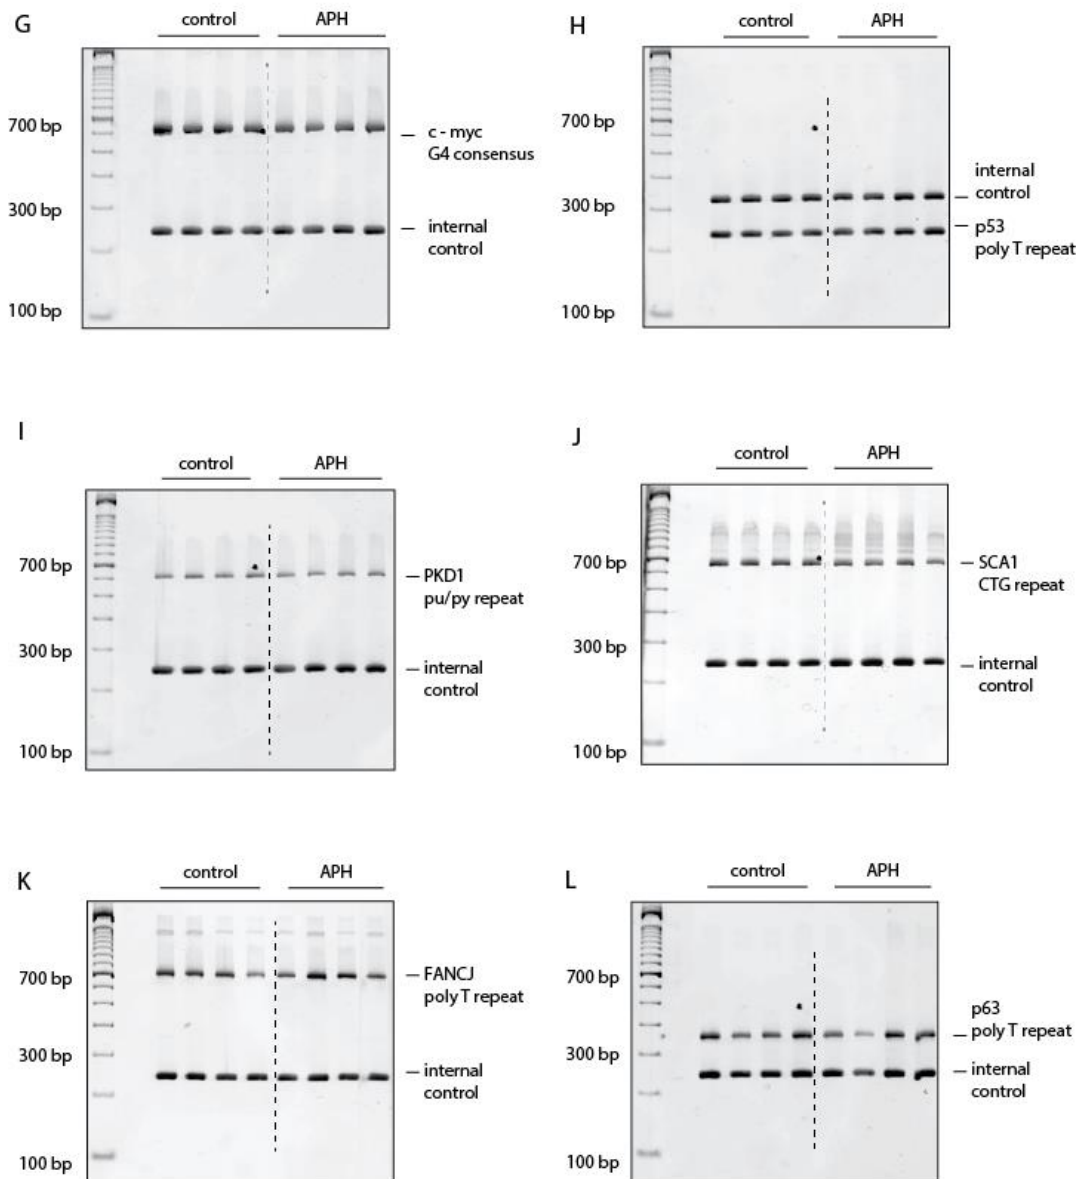 G
control
APH
700 bp
c - myc
G4 consensus
300 bp
internal
control
100 bp
H
control
APH
700 bp
internal
control
300 bp
p53
poly T repeat
100 bp
I
control
APH
700 bp
PKD1
pu/py repeat
300 bp
internal
control
100 bp
J
control
APH
700 bp
SCA1
CTG repeat
300 bp
internal
control
100 bp
K
control
APH
700 bp
FANCJ
poly T repeat
300 bp
internal
control
100 bp
L
control
APH
700 bp
p63
poly T repeat
300 bp
internal
control
100 bp